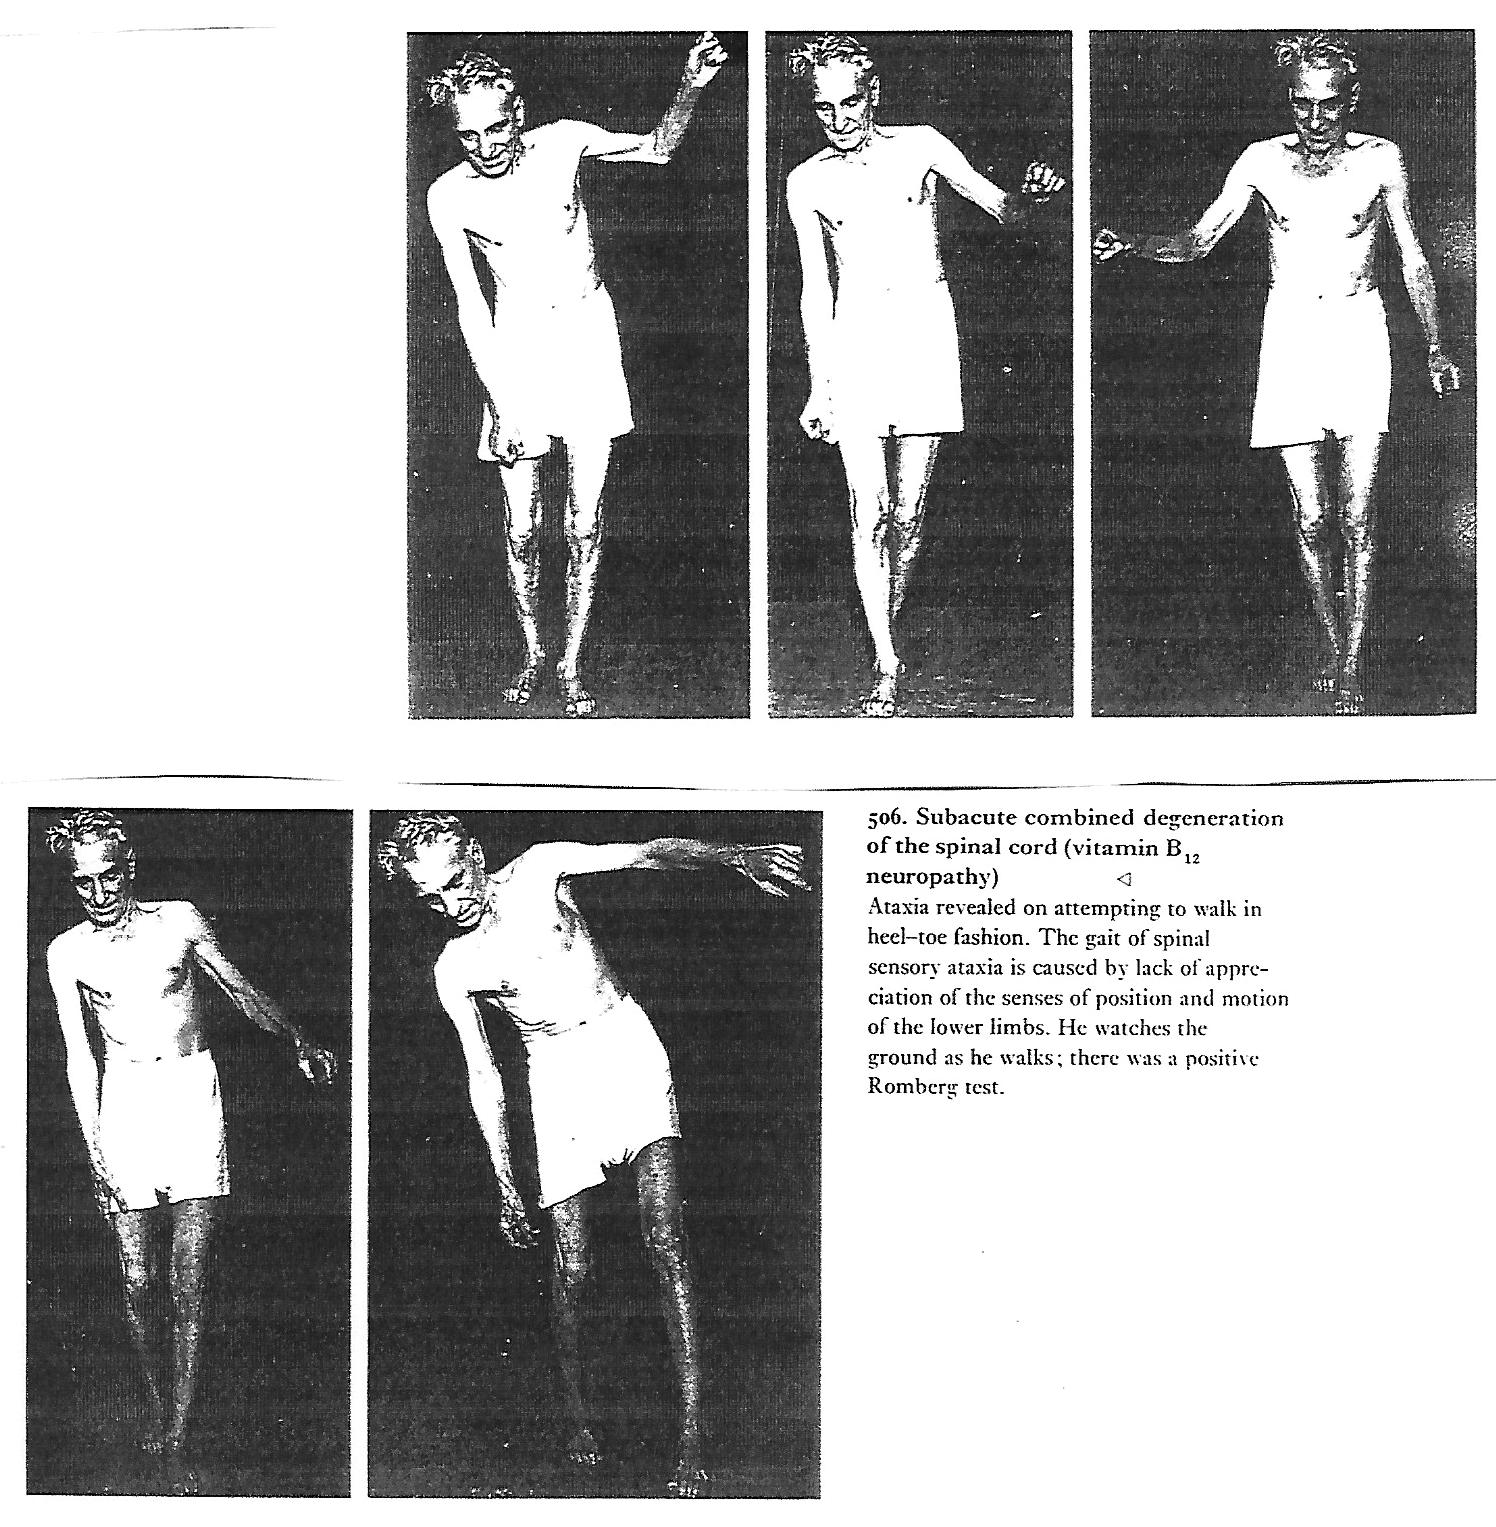 506. Subacute combined degeneration
of the spinal cord (vitamin B₁₂
neuropathy) ◁
Ataxia revealed on attempting to walk in
heel–toe fashion. The gait of spinal
sensory ataxia is caused by lack of appre-
ciation of the senses of position and motion
of the lower limbs. He watches the
ground as he walks; there was a positive
Romberg test.